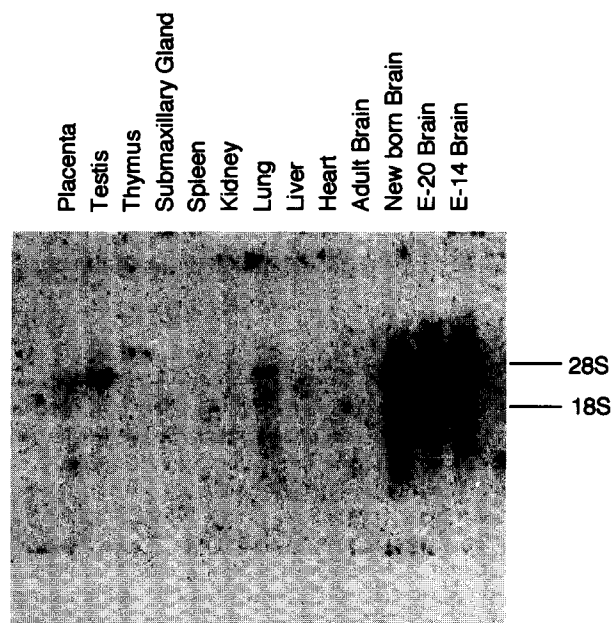 Placenta
Testis
Thymus
Submaxillary Gland
Spleen
Kidney
Lung
Liver
Heart
Adult Brain
New born Brain
E-20 Brain
E-14 Brain
28S
18S